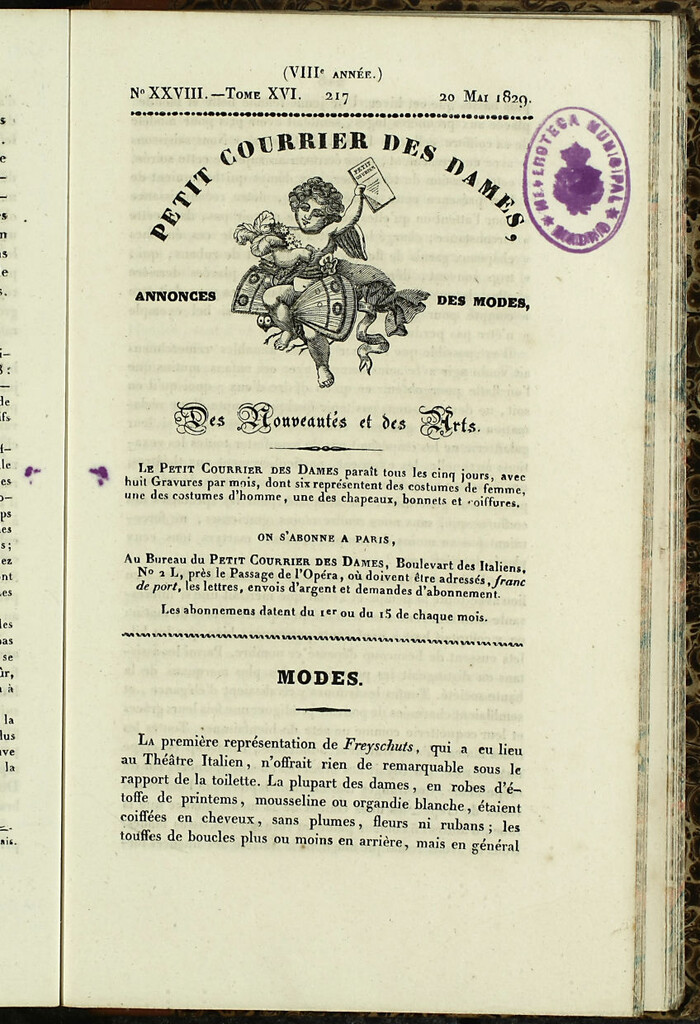 (VIIIᵉ ANNÉE.)
Nº XXVIII.—TOME XVI. 217 20 MAI 1829.
PETIT COURRIER DES DAMES,
PETIT
ANNONCES DES MODES,
Des Nouveautés et des Arts.
LE PETIT COURRIER DES DAMES paraît tous les cinq jours, avec
huit Gravures par mois, dont six représentent des costumes de femme,
une des costumes d'homme, une des chapeaux, bonnets et coiffures.
ON S'ABONNE A PARIS,
Au Bureau du PETIT COURRIER DES DAMES, Boulevart des Italiens,
Nº 2 L, près le Passage de l'Opéra, où doivent être adressés, franc
de port, les lettres, envois d'argent et demandes d'abonnement.
Les abonnemens datent du 1er ou du 15 de chaque mois.
MODES.
LA première représentation de Freyschuts, qui a eu lieu
au Théâtre Italien, n'offrait rien de remarquable sous le
rapport de la toilette. La plupart des dames, en robes d'é-
toffe de printems, mousseline ou organdie blanche, étaient
coiffées en cheveux, sans plumes, fleurs ni rubans; les
touffes de boucles plus ou moins en arrière, mais en général
HEMEROTECA MUNICIPAL
MADRID